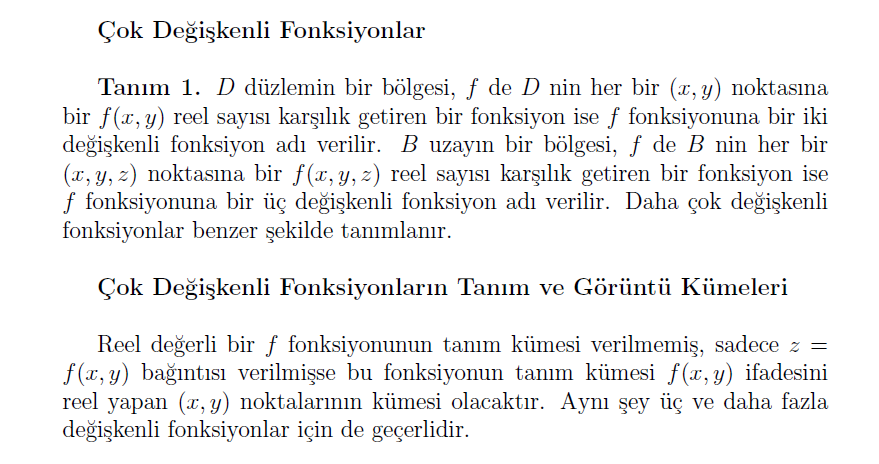 Çok Değişkenli Fonksiyonlar
Tanım 1. D düzlemin bir bölgesi, f de D nin her bir (x, y) noktasına
bir f(x, y) reel sayısı karşılık getiren bir fonksiyon ise f fonksiyonuna bir iki
değişkenli fonksiyon adı verilir. B uzayın bir bölgesi, f de B nin her bir
(x, y, z) noktasına bir f(x, y, z) reel sayısı karşılık getiren bir fonksiyon ise
f fonksiyonuna bir üç değişkenli fonksiyon adı verilir. Daha çok değişkenli
fonksiyonlar benzer şekilde tanımlanır.
Çok Değişkenli Fonksiyonların Tanım ve Görüntü Kümeleri
Reel değerli bir f fonksiyonunun tanım kümesi verilmemiş, sadece z =
f(x, y) bağıntısı verilmişse bu fonksiyonun tanım kümesi f(x, y) ifadesini
reel yapan (x, y) noktalarının kümesi olacaktır. Aynı şey üç ve daha fazla
değişkenli fonksiyonlar için de geçerlidir.